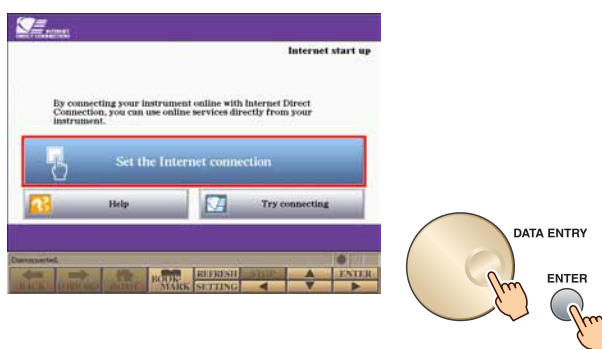 INTERNET
DIRECT CONNECTION
Internet start up
By connecting your instrument online with Internet Direct
Connection, you can use online services directly from your
instrument.
Set the Internet connection
Help
Try connecting
Disconnected.
BACK
FORWARD
HOME
BOOK
MARK
REFRESH
SETTING
STOP
ENTER
DATA ENTRY
ENTER